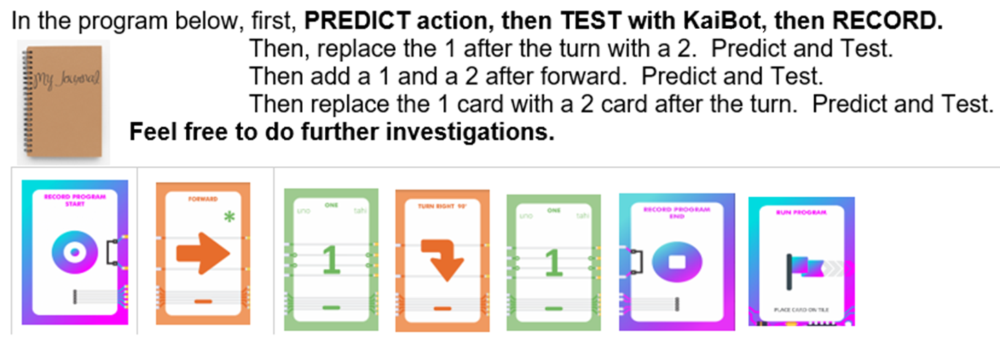 In the program below, first, PREDICT action, then TEST with KaiBot, then RECORD.
Then, replace the 1 after the turn with a 2.  Predict and Test.
Then add a 1 and a 2 after forward.  Predict and Test.
Then replace the 1 card with a 2 card after the turn.  Predict and Test.
Feel free to do further investigations.
My Journal
RECORD PROGRAM
START
FORWARD
*
ONE
uno tahi
1
TURN RIGHT 90°
ONE
uno tahi
1
RECORD PROGRAM
END
RUN PROGRAM
PLACE CARD ON TILE